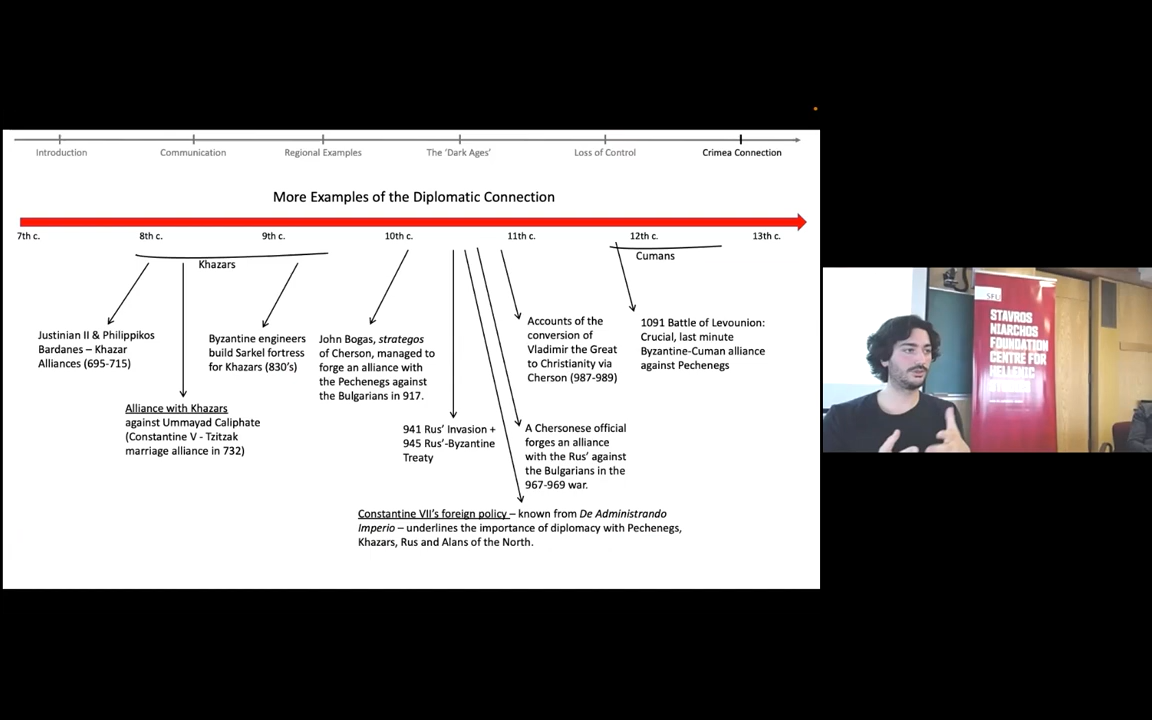 Introduction
Communication
Regional Examples
The 'Dark Ages'
Loss of Control
Crimea Connection
More Examples of the Diplomatic Connection
7th c.
8th c.
9th c.
10th c.
11th c.
12th c.
13th c.
Khazars
Cumans
Justinian II & Philippikos
Bardanes – Khazar
Alliances (695-715)
Alliance with Khazars
against Ummayad Caliphate
(Constantine V - Tzitzak
marriage alliance in 732)
Byzantine engineers
build Sarkel fortress
for Khazars (830's)
John Bogas, strategos
of Cherson, managed to
forge an alliance with
the Pechenegs against
the Bulgarians in 917.
941 Rus' Invasion +
945 Rus'-Byzantine
Treaty
Constantine VII's foreign policy – known from De Administrando
Imperio – underlines the importance of diplomacy with Pechenegs,
Khazars, Rus and Alans of the North.
A Chersonese official
forges an alliance
with the Rus' against
the Bulgarians in the
967-969 war.
Accounts of the
conversion of
Vladimir the Great
to Christianity via
Cherson (987-989)
1091 Battle of Levounion:
Crucial, last minute
Byzantine-Cuman alliance
against Pechenegs
SFU
STAVROS
NIARCHOS
FOUNDATION
CENTRE FOR
HELLENIC